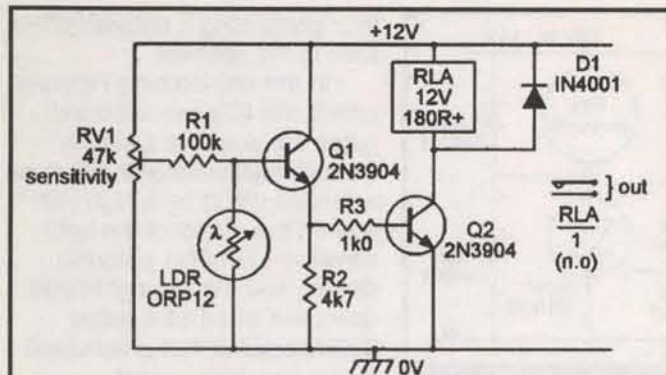 +12V
D1
IN4001
RLA
12V
180R+
RV1
47k
sensitivity
R1
100k
Q1
2N3904
R3
1k0
Q2
2N3904
out
RLA
1
(n.o)
λ
LDR
ORP12
R2
4k7
0V